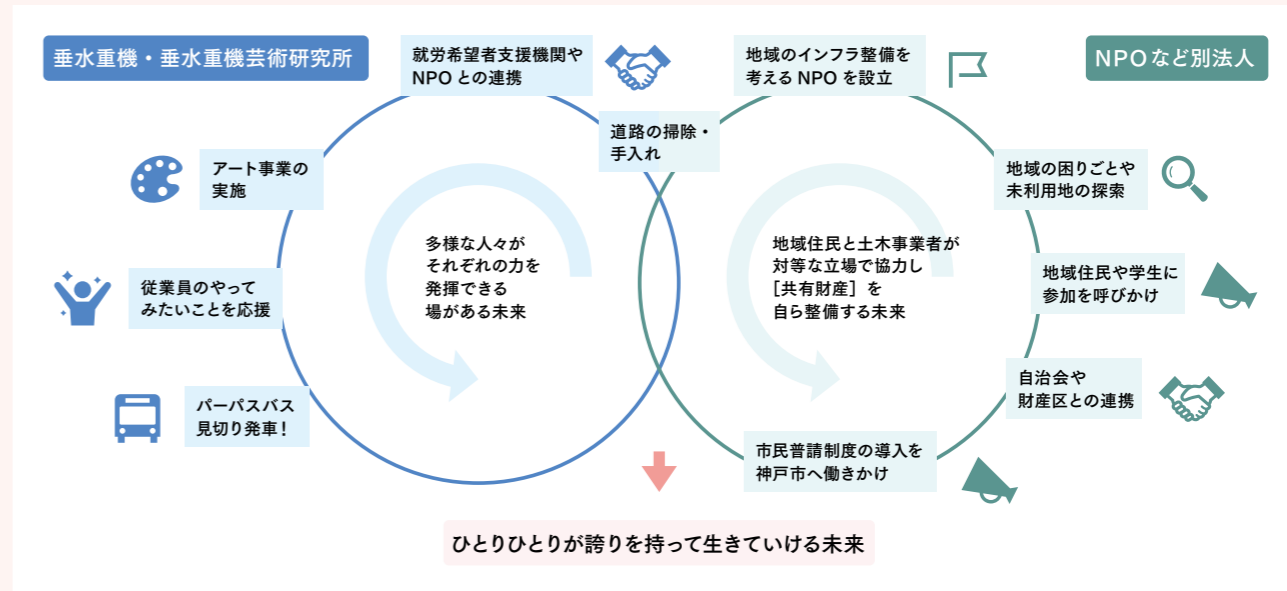 垂水重機・垂水重機芸術研究所
就労希望者支援機関や
NPO との連携
地域のインフラ整備を
考える NPO を設立
NPOなど別法人
道路の掃除・
手入れ
アート事業の
実施
地域の困りごとや
未利用地の探索
多様な人々が
それぞれの力を
発揮できる
場がある未来
地域住民と土木事業者が
対等な立場で協力し
［共有財産］を
自ら整備する未来
従業員のやって
みたいことを応援
地域住民や学生に
参加を呼びかけ
パーパスバス
見切り発車！
自治会や
財産区との連携
市民普請制度の導入を
神戸市へ働きかけ
ひとりひとりが誇りを持って生きていける未来